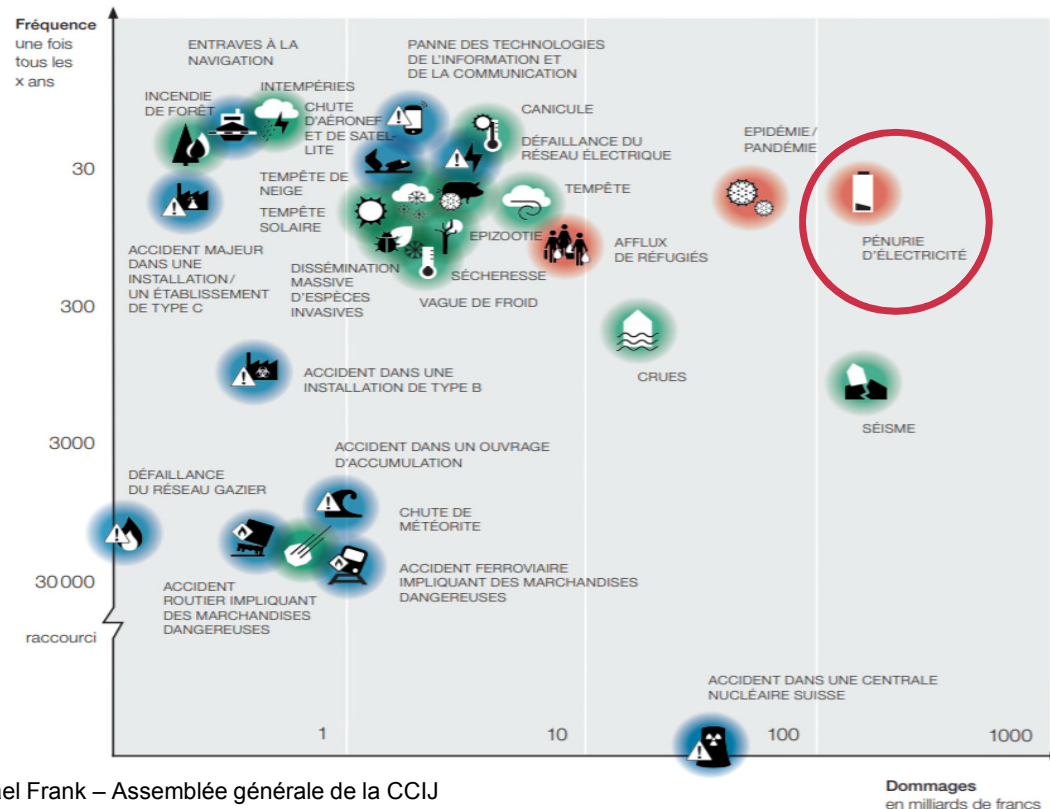 Fréquence
une fois
tous les
x ans
ENTRAVES À LA
NAVIGATION
PANNE DES TECHNOLOGIES
DE L'INFORMATION ET
DE LA COMMUNICATION
INCENDIE
DE FORÊT
INTEMPÉRIES
CHUTE
D'AÉRONEF
ET DE SATEL-
LITE
CANICULE
DÉFAILLANCE DU
RÉSEAU ÉLECTRIQUE
EPIDÉMIE /
PANDÉMIE
30
TEMPÊTE DE
NEIGE
TEMPÊTE
SOLAIRE
TEMPÊTE
EPIZOOTIE
AFFLUX
DE RÉFUGIÉS
PÉNURIE
D'ÉLECTRICITÉ
ACCIDENT MAJEUR
DANS UNE
INSTALLATION /
UN ÉTABLISSEMENT
DE TYPE C
DISSÉMINATION
MASSIVE
D'ESPÈCES
INVASIVES
SÉCHERESSE
VAGUE DE FROID
300
ACCIDENT DANS UNE
INSTALLATION DE TYPE B
CRUES
SÉISME
3000
ACCIDENT DANS UN OUVRAGE
D'ACCUMULATION
DÉFAILLANCE
DU RÉSEAU GAZIER
CHUTE DE
MÉTÉORITE
ACCIDENT FERROVIAIRE
IMPLIQUANT DES MARCHANDISES
DANGEREUSES
30 000
ACCIDENT
ROUTIER IMPLIQUANT
DES MARCHANDISES
DANGEREUSES
raccourci
ACCIDENT DANS UNE CENTRALE
NUCLÉAIRE SUISSE
1
10
100
1000
Dommages
en milliards de francs
ael Frank – Assemblée générale de la CCIJ